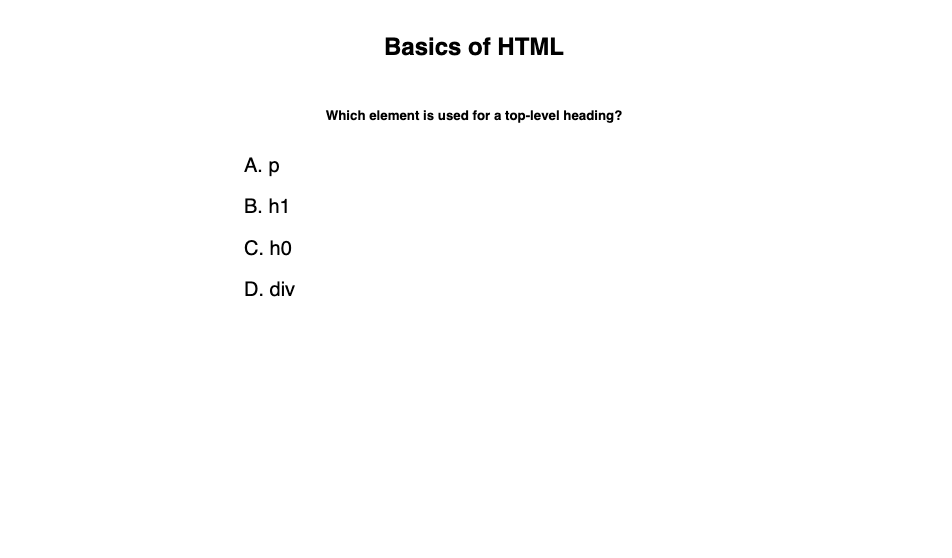 Basics of HTML
Which element is used for a top-level heading?
A. p
B. h1
C. h0
D. div